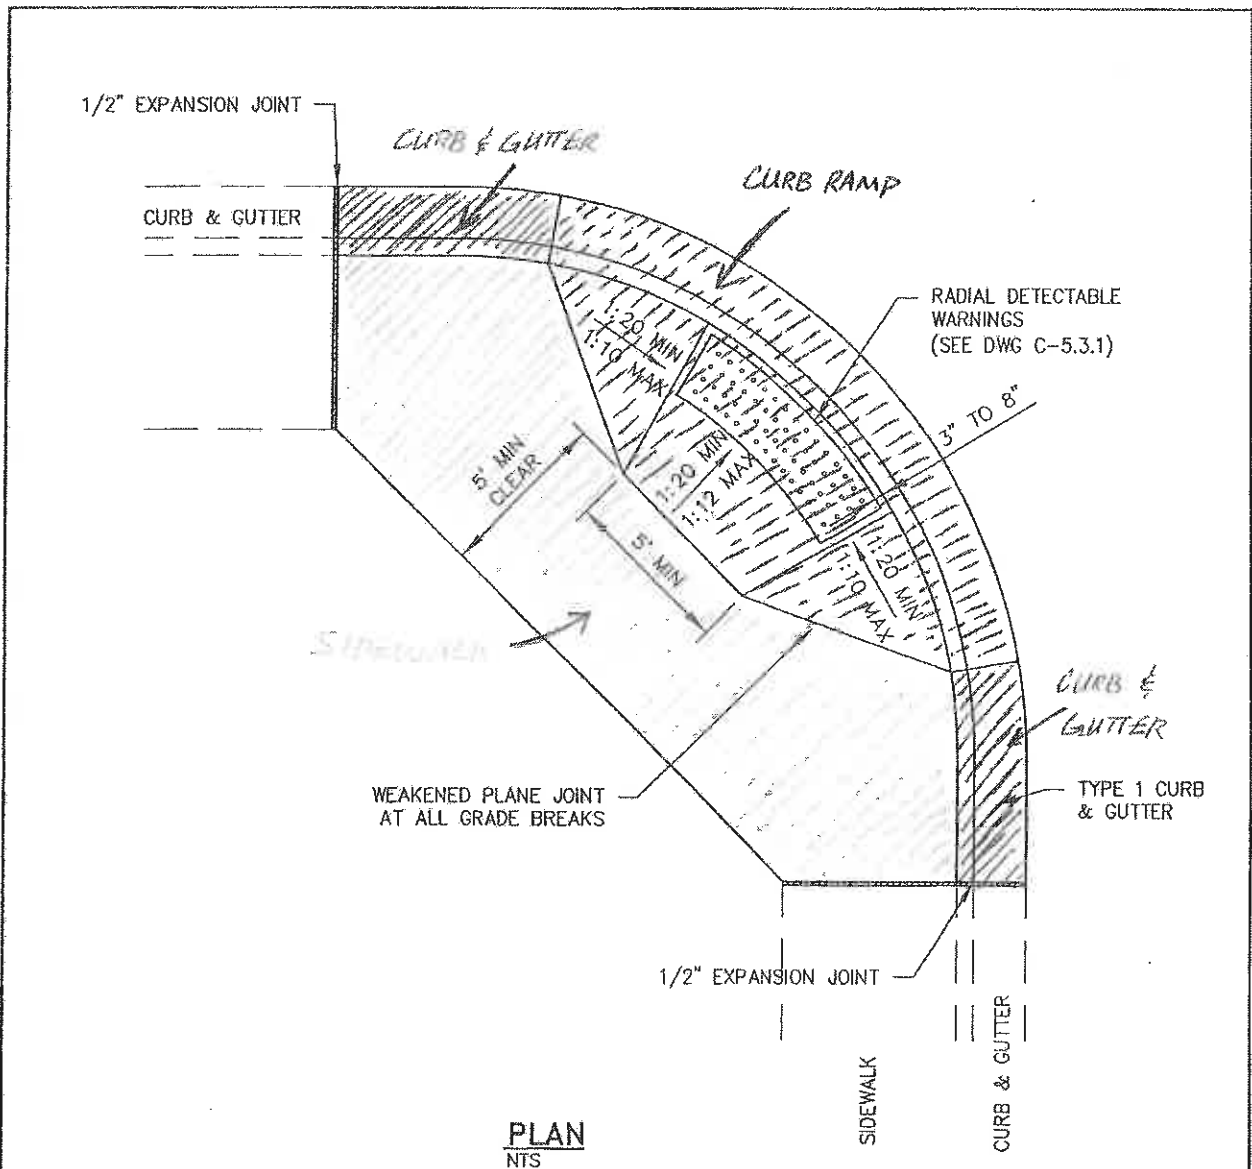 1/2" EXPANSION JOINT
CURB & GUTTER
CURB RAMP
CURB & GUTTER
RADIAL DETECTABLE
WARNINGS
(SEE DWG C-5.3.1)
3" TO 8"
1:20 MIN
1:10 MAX
5' MIN
CLEAR
1:20 MIN
1:12 MAX
5' MIN
1:20 MIN
1:10 MAX
SIDEWALK
CURB &
GUTTER
WEAKENED PLANE JOINT
AT ALL GRADE BREAKS
TYPE 1 CURB
& GUTTER
1/2" EXPANSION JOINT
SIDEWALK
CURB & GUTTER
PLAN
NTS